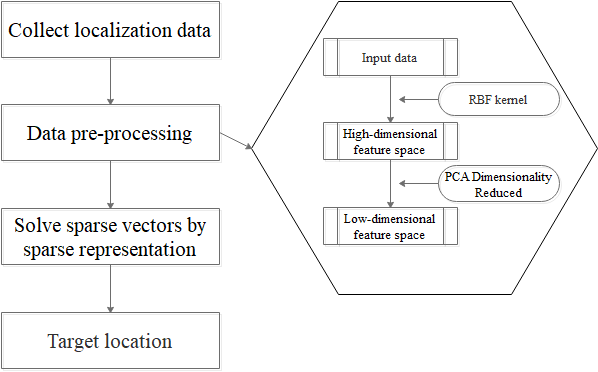 Collect localization data
Data pre-processing
Solve sparse vectors by
sparse representation
Target location
Input data
RBF kernel
High-dimensional
feature space
PCA Dimensionality
Reduced
Low-dimensional
feature space